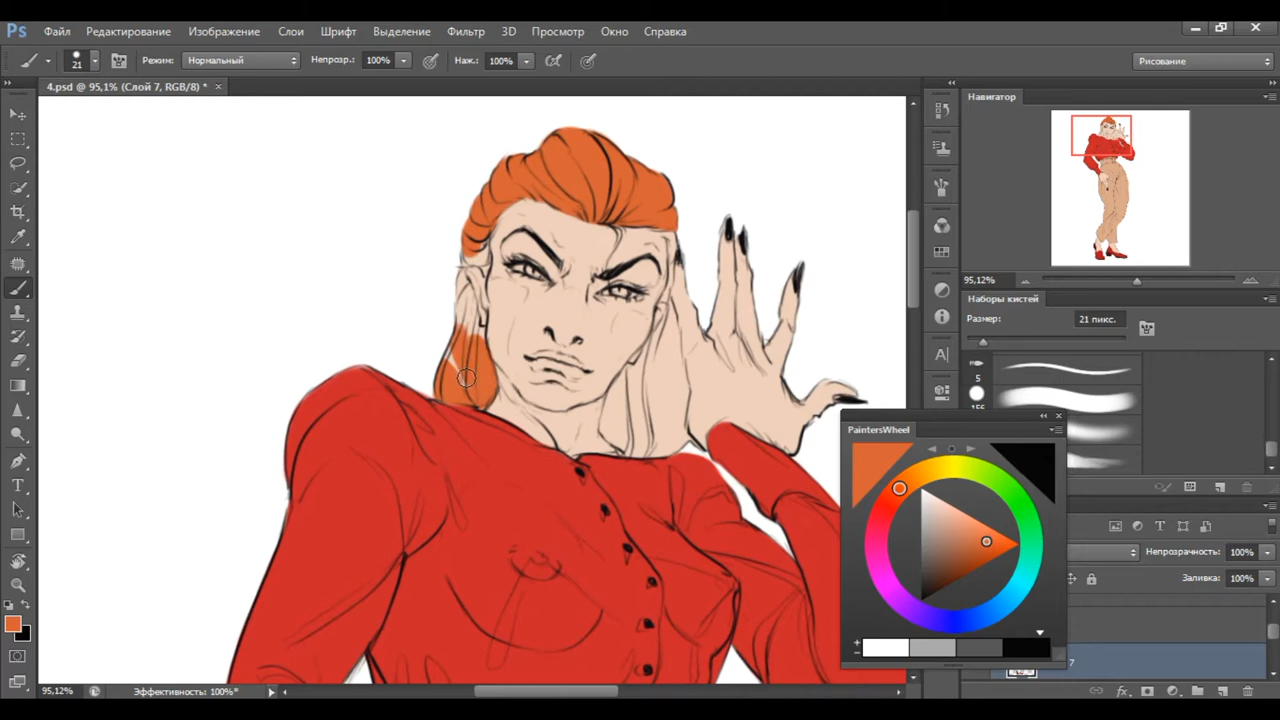 Ps Файл Редактирование Изображение Слои Шрифт Выделение Фильтр 3D Просмотр Окно Справка
21 Режим: Нормальный Непрозр.: 100% Наж.: 100% Рисование
4.psd @ 95,1% (Слой 7, RGB/8) *
Навигатор
95,12%
Наборы кистей
Размер: 21 пикс.
5
156
PaintersWheel
Непрозрачность: 100%
Заливка: 100%
7
95,12% Эффективность: 100%*